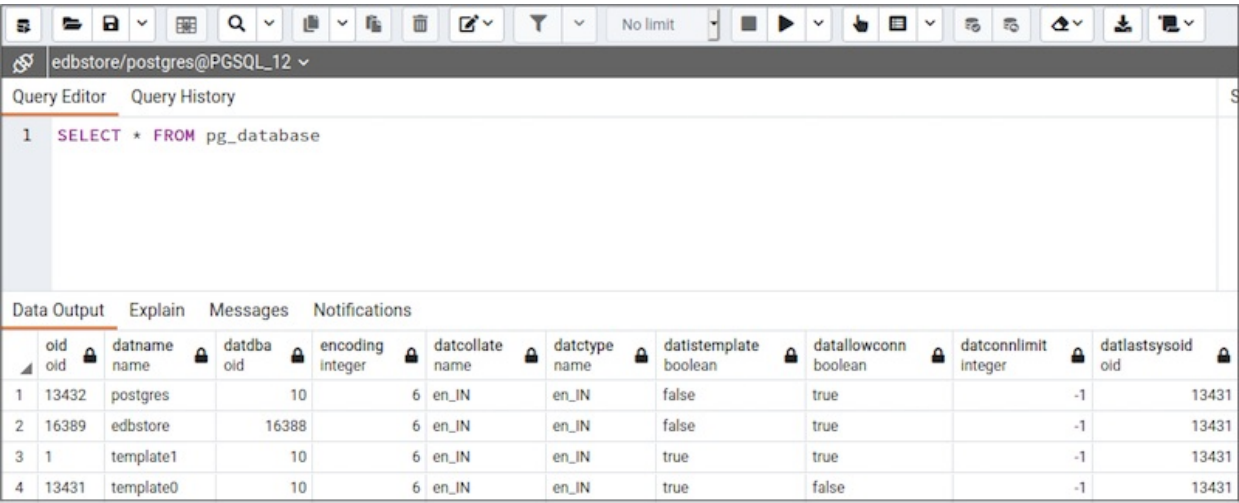 No limit
edbstore/postgres@PGSQL_12
Query Editor Query History S
1 SELECT * FROM pg_database
Data Output Explain Messages Notifications
oid datname datdba encoding datcollate datctype datistemplate datallowconn datconnlimit datlastsysoid
oid name oid integer name name boolean boolean integer oid
1 13432 postgres 10 6 en_IN en_IN false true -1 13431
2 16389 edbstore 16388 6 en_IN en_IN false true -1 13431
3 1 template1 10 6 en_IN en_IN true true -1 13431
4 13431 template0 10 6 en_IN en_IN true false -1 13431